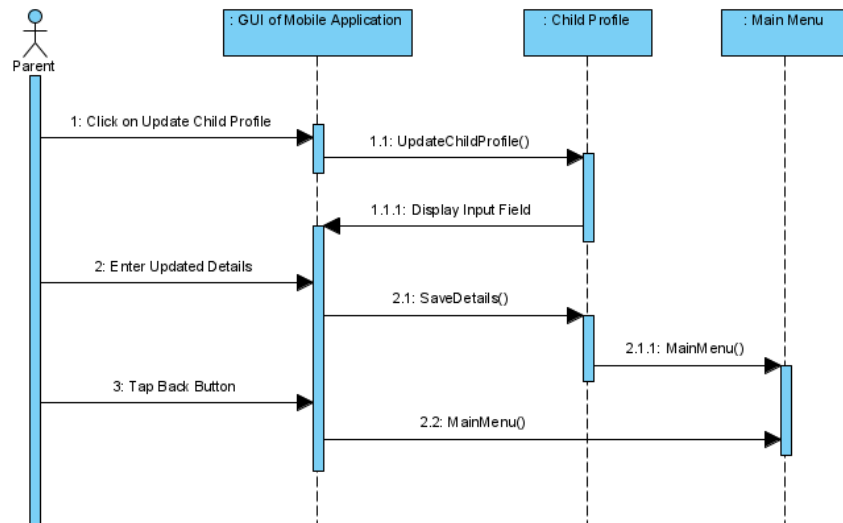 : GUI of Mobile Application
: Child Profile
: Main Menu
Parent
1: Click on Update Child Profile
1.1: UpdateChildProfile()
1.1.1: Display Input Field
2: Enter Updated Details
2.1: SaveDetails()
2.1.1: MainMenu()
3: Tap Back Button
2.2: MainMenu()